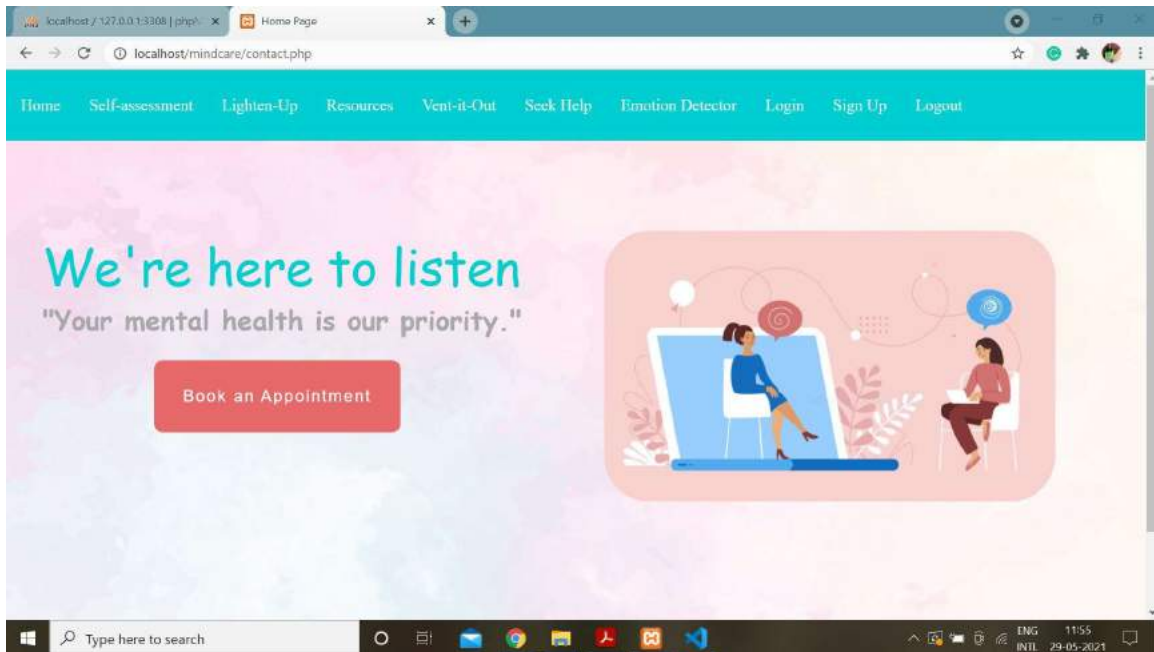 localhost / 127.0.0.1:3308 | php
Home Page
localhost/mindcare/contact.php
Home Self-assessment Lighten-Up Resources Vent-it-Out Seek Help Emotion Detector Login Sign Up Logout
We're here to listen
"Your mental health is our priority."
Book an Appointment
Type here to search
ENG 11:55
INTL 29-05-2021